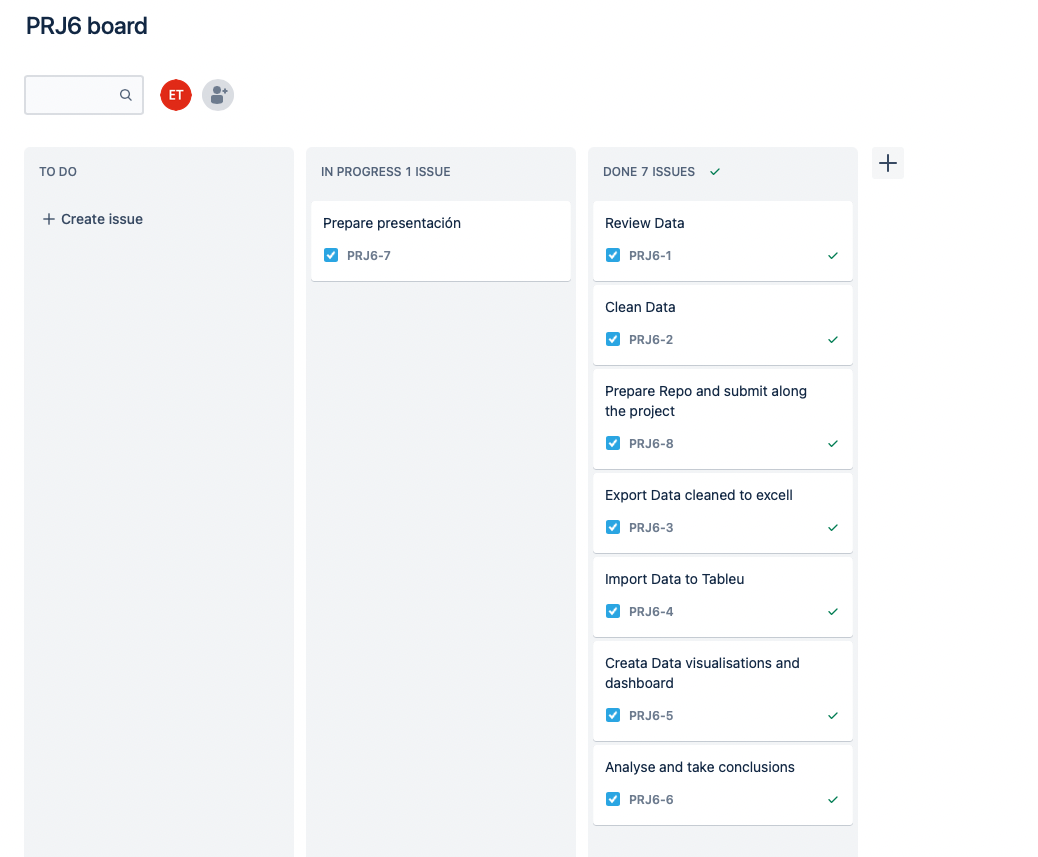 PRJ6 board
ET
TO DO
Create issue
IN PROGRESS 1 ISSUE
Prepare presentación
PRJ6-7
DONE 7 ISSUES
Review Data
PRJ6-1
Clean Data
PRJ6-2
Prepare Repo and submit along
the project
PRJ6-8
Export Data cleaned to excell
PRJ6-3
Import Data to Tableu
PRJ6-4
Creata Data visualisations and
dashboard
PRJ6-5
Analyse and take conclusions
PRJ6-6